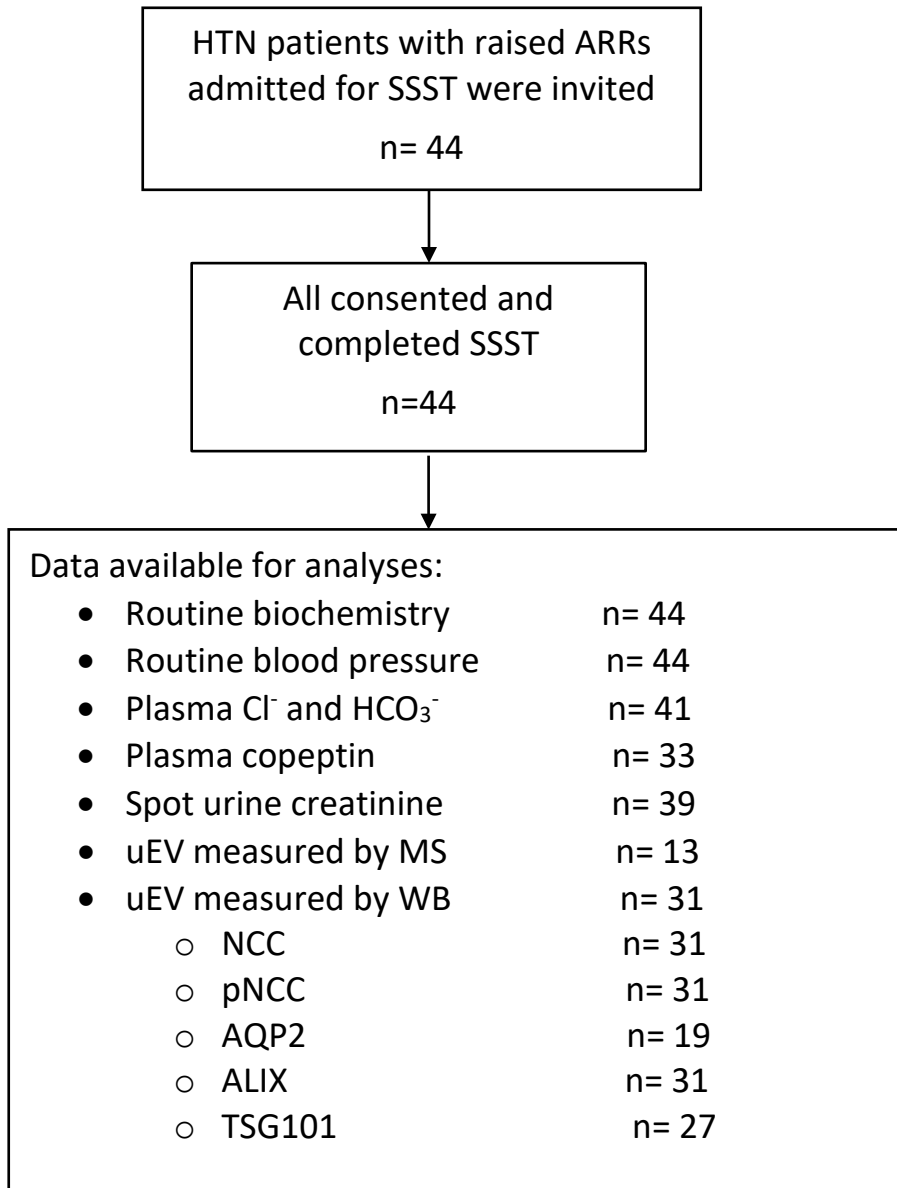 HTN patients with raised ARRs
admitted for SSST were invited
n= 44
All consented and
completed SSST
n=44
Data available for analyses:
• Routine biochemistry n= 44
• Routine blood pressure n= 44
• Plasma Cl⁻ and HCO₃⁻ n= 41
• Plasma copeptin n= 33
• Spot urine creatinine n= 39
• uEV measured by MS n= 13
• uEV measured by WB n= 31
o NCC n= 31
o pNCC n= 31
o AQP2 n= 19
o ALIX n= 31
o TSG101 n= 27